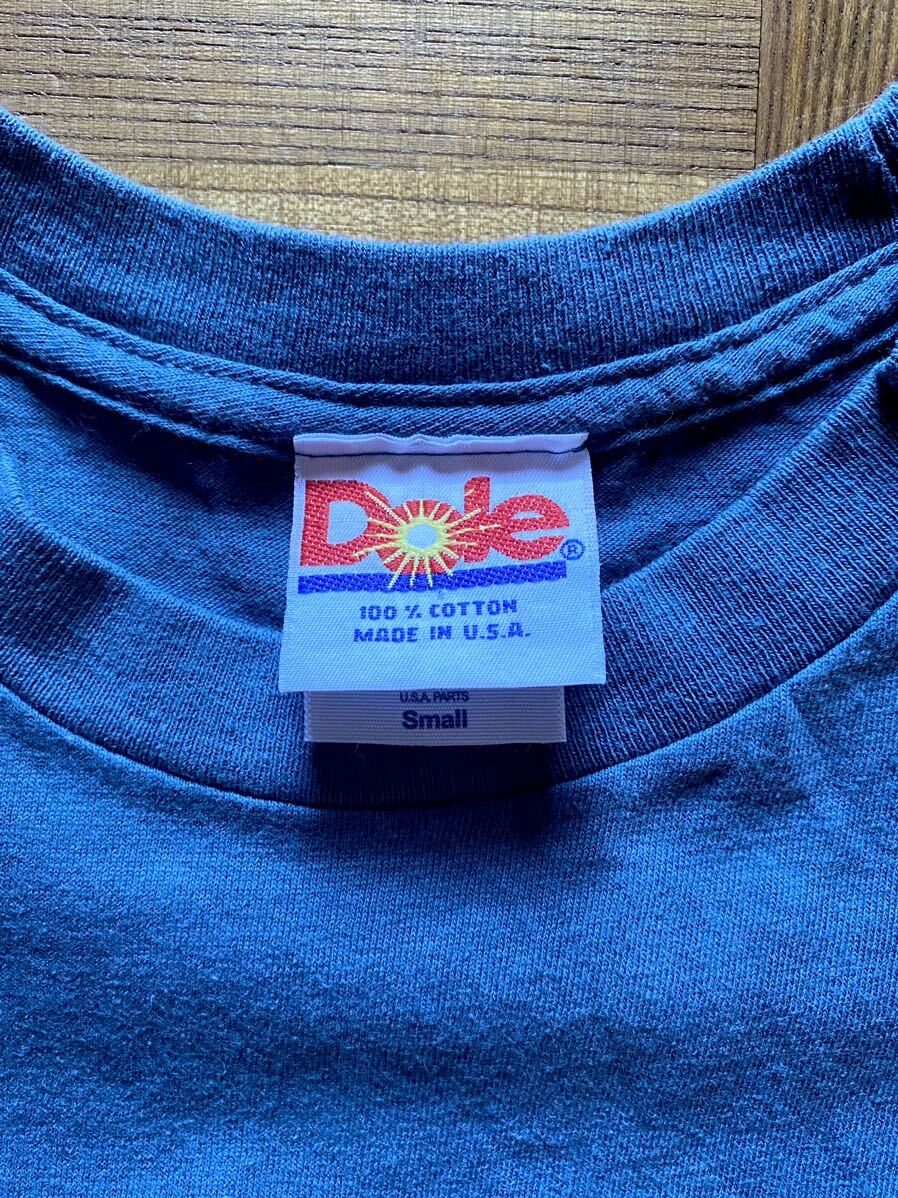 Dole®
100 % COTTON
MADE IN U.S.A.
U.S.A. PARTS
Small